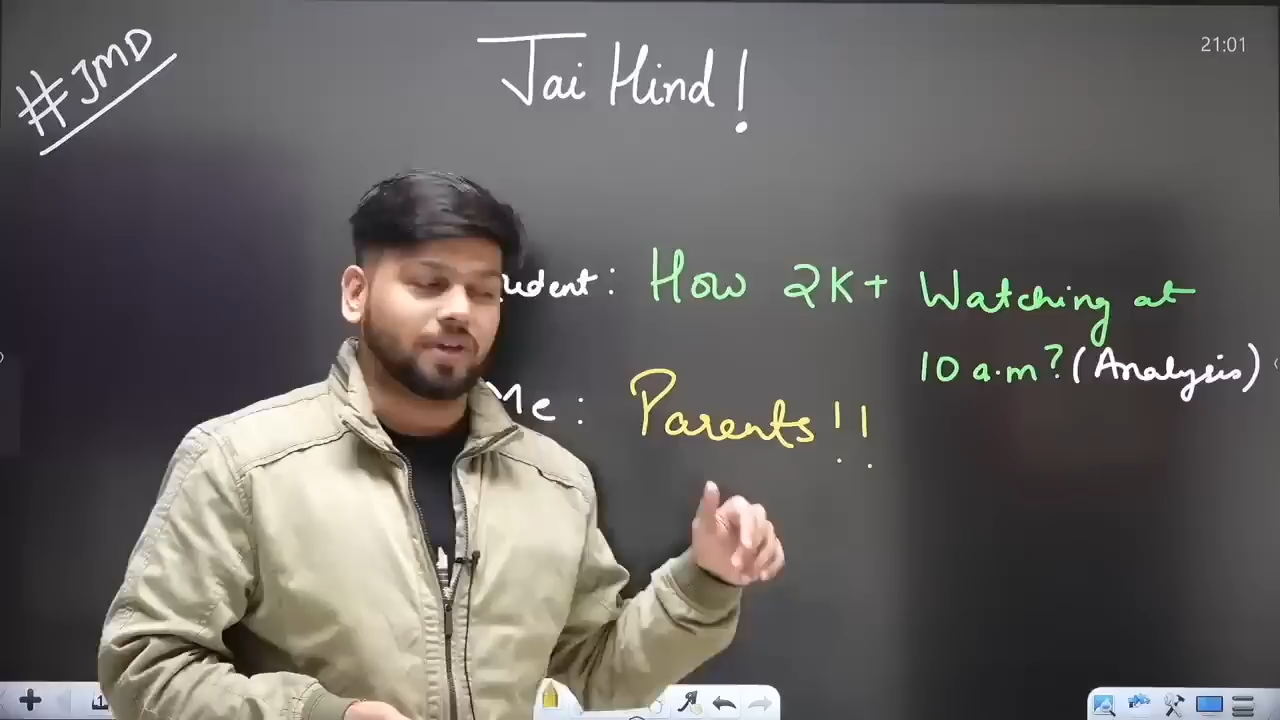 #JMD
Jai Hind!
21:01
udent: How 2K+ Watching at
10 a.m? (Analysis)
Me: Parents!!